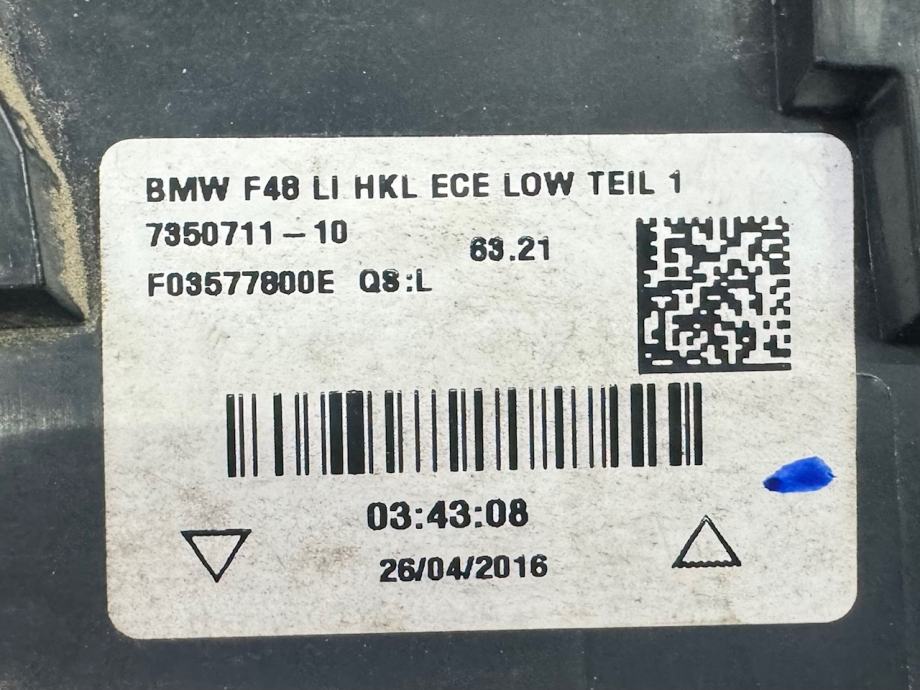 BMW F48 LI HKL ECE LOW TEIL 1
7350711-10
63.21
F03577800E QS:L
03:43:08
26/04/2016